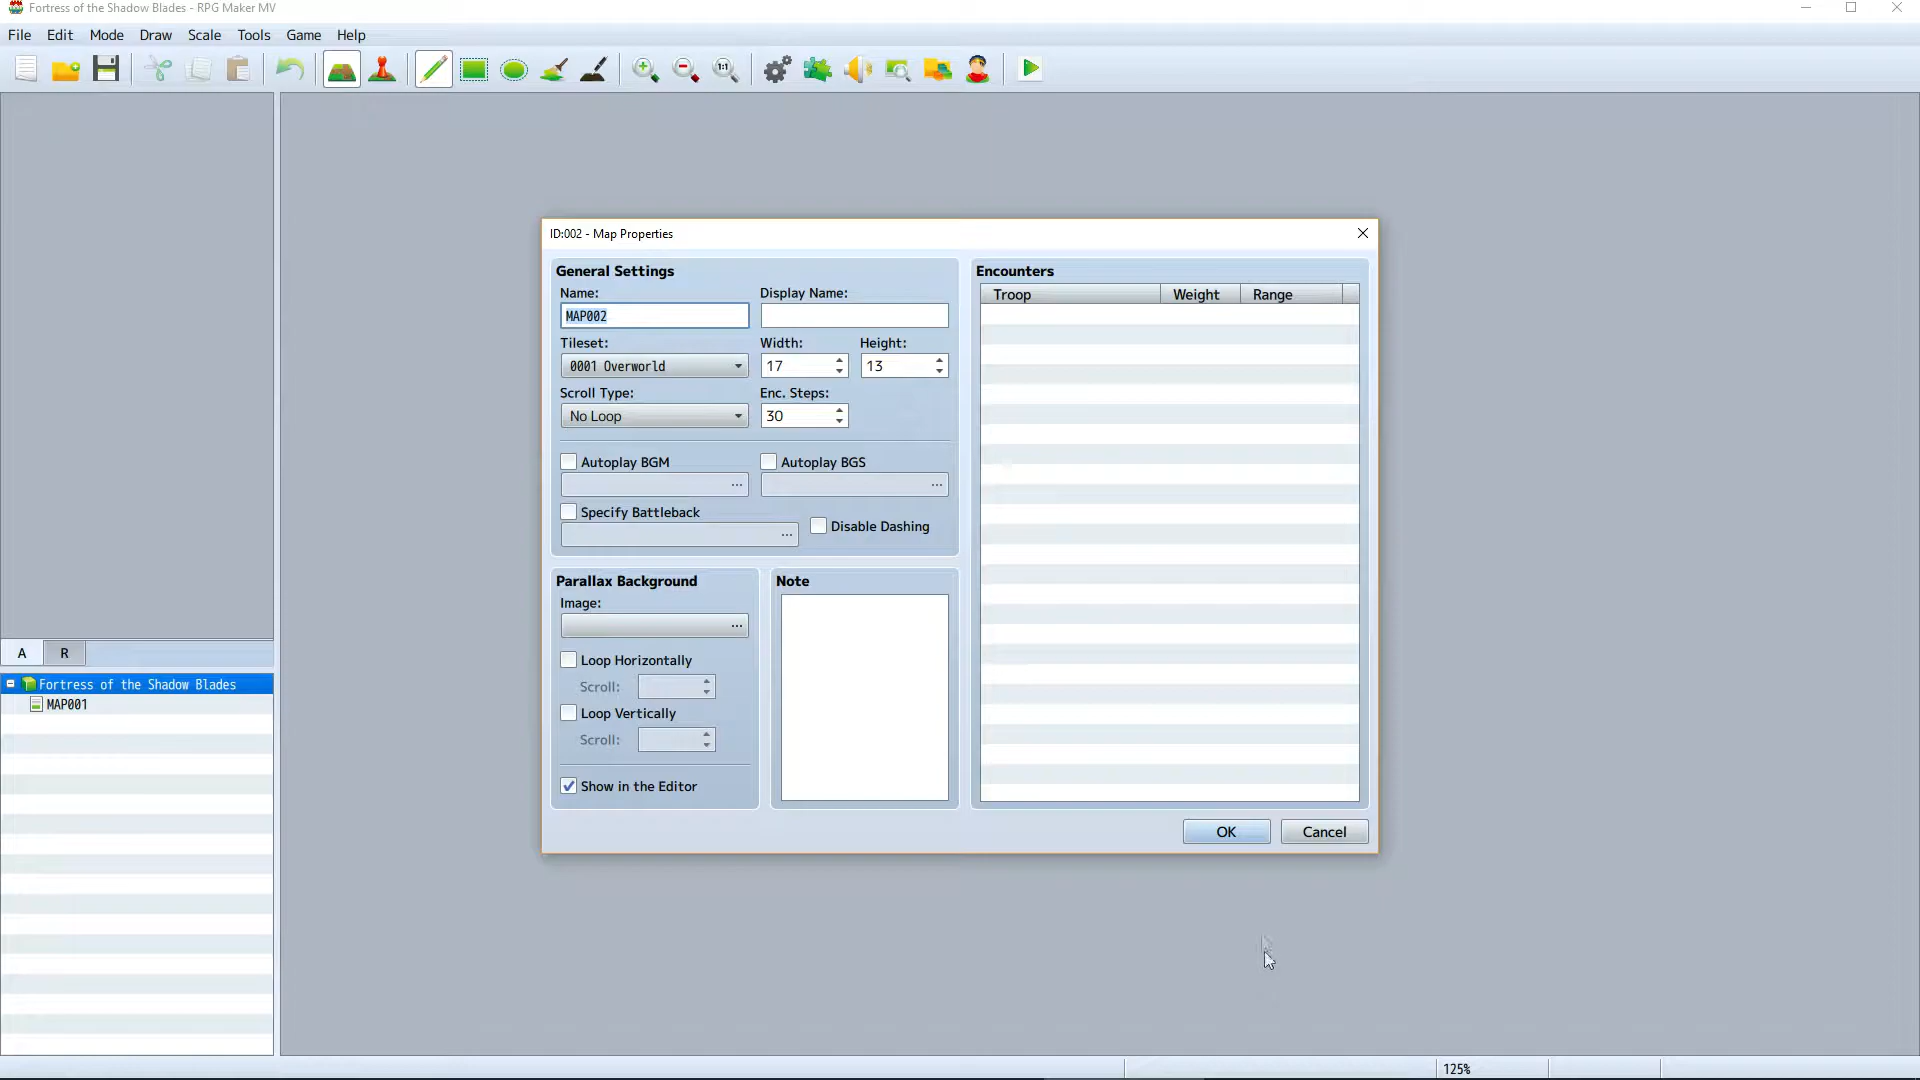 Fortress of the Shadow Blades - RPG Maker MV
File Edit Mode Draw Scale Tools Game Help
1:1
ID:002 - Map Properties
General Settings
Name: Display Name:
MAP002
Tileset: Width: Height:
0001 Overworld 17 13
Scroll Type: Enc. Steps:
No Loop 30
Autoplay BGM Autoplay BGS
... ...
Specify Battleback
Disable Dashing
...
Parallax Background
Image:
...
Loop Horizontally
Scroll:
Loop Vertically
Scroll:
Show in the Editor
Note
Encounters
Troop Weight Range
OK Cancel
A R
Fortress of the Shadow Blades
MAP001
125%